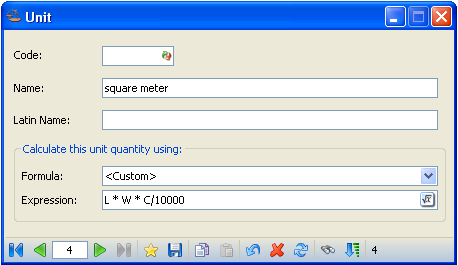 Unit
Code:
Name: square meter
Latin Name:
Calculate this unit quantity using:
Formula: <Custom>
Expression: L * W * C/10000
4 4